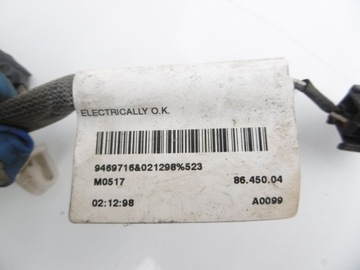 ELECTRICALLY O.K.
9469716&021298%523
M0517 86.450.04
02:12:98 A0099